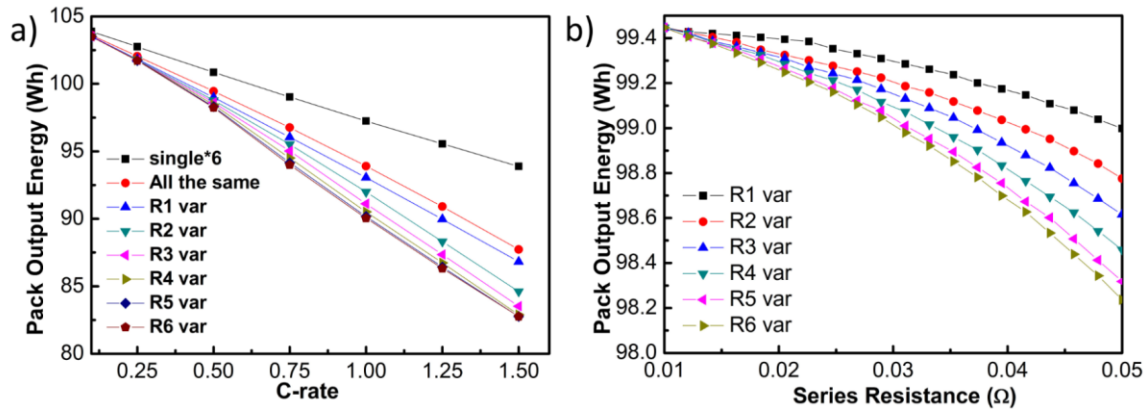 a)
Pack Output Energy (Wh)
105
100
95
90
85
80
single*6
All the same
R1 var
R2 var
R3 var
R4 var
R5 var
R6 var
0.25 0.50 0.75 1.00 1.25 1.50
C-rate
b)
Pack Output Energy (Wh)
99.4
99.2
99.0
98.8
98.6
98.4
98.2
98.0
R1 var
R2 var
R3 var
R4 var
R5 var
R6 var
0.01 0.02 0.03 0.04 0.05
Series Resistance (Ω)